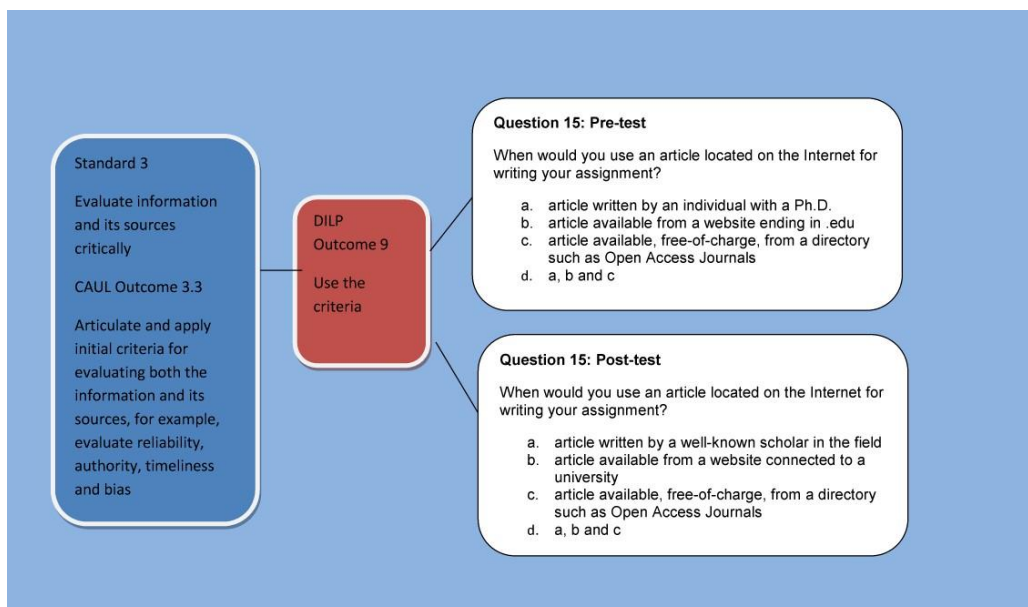 Standard 3
Evaluate information
and its sources
critically
CAUL Outcome 3.3
Articulate and apply
initial criteria for
evaluating both the
information and its
sources, for example,
evaluate reliability,
authority, timeliness
and bias
DILP
Outcome 9
Use the
criteria
Question 15: Pre-test
When would you use an article located on the Internet for
writing your assignment?
a. article written by an individual with a Ph.D.
b. article available from a website ending in .edu
c. article available, free-of-charge, from a directory
such as Open Access Journals
d. a, b and c
Question 15: Post-test
When would you use an article located on the Internet for
writing your assignment?
a. article written by a well-known scholar in the field
b. article available from a website connected to a
university
c. article available, free-of-charge, from a directory
such as Open Access Journals
d. a, b and c